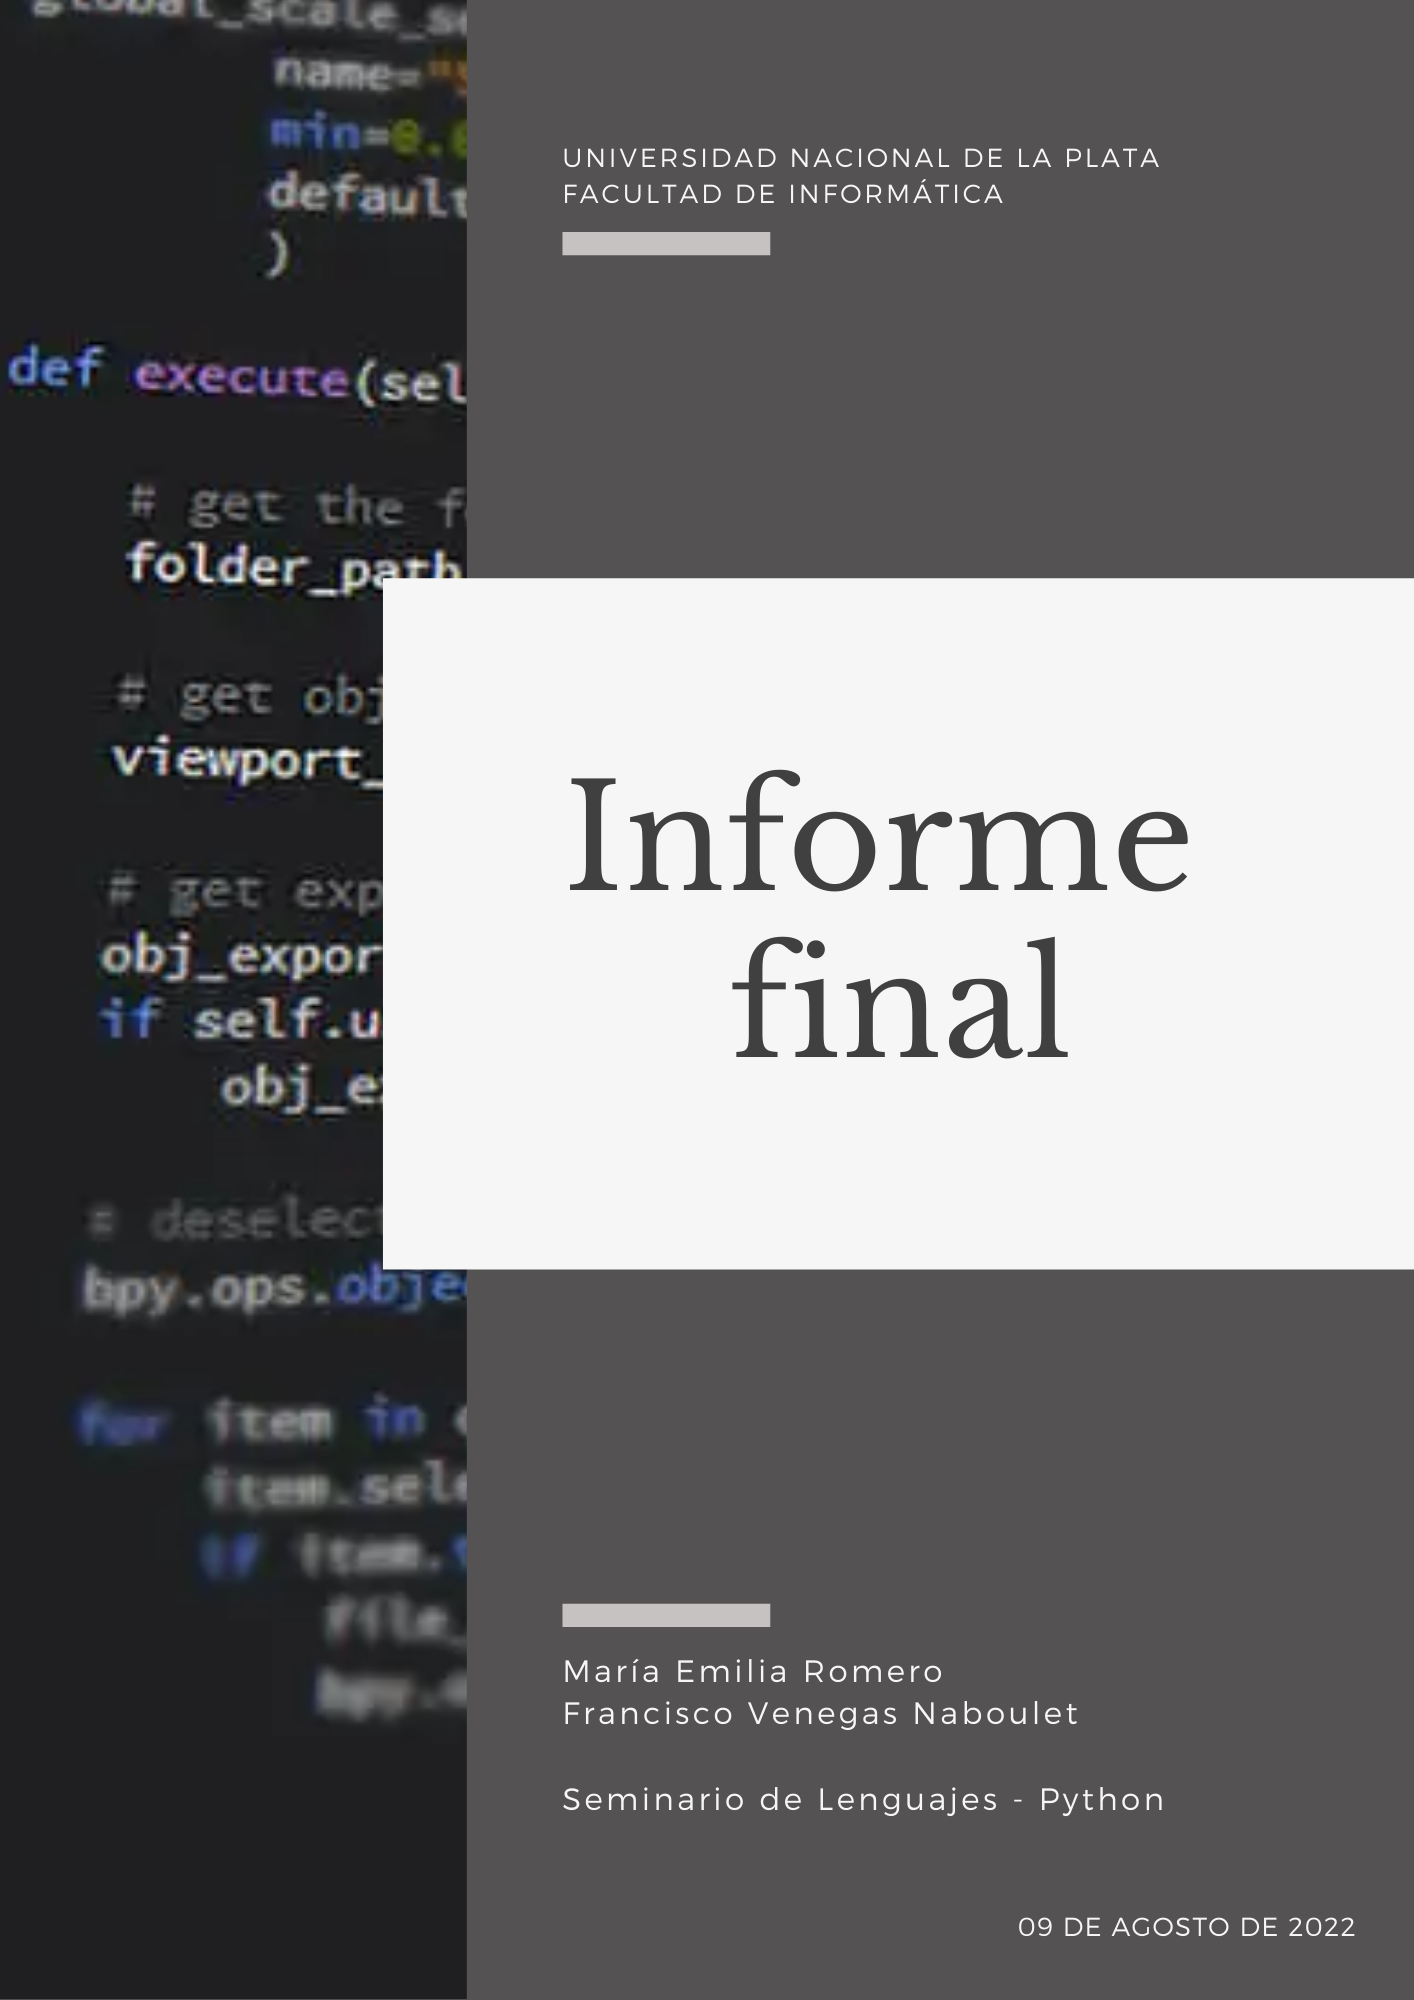 global_scale_se
name="
min=0.
default
)
def execute(sel
# get the f
folder_path
# get obj
viewport_
# get exp
obj_expor
if self.u
obj_e
# deselect
bpy.ops.obje
for item in
item.sele
if item.
file_
bpy.
UNIVERSIDAD NACIONAL DE LA PLATA
FACULTAD DE INFORMÁTICA
Informe
final
María Emilia Romero
Francisco Venegas Naboulet
Seminario de Lenguajes - Python
09 DE AGOSTO DE 2022